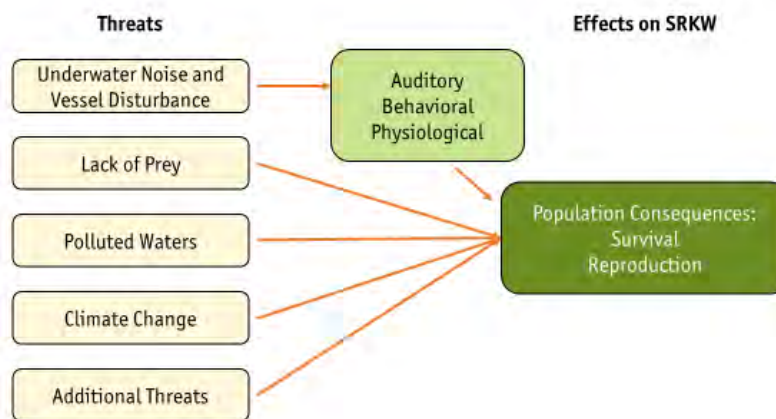 Threats
Effects on SRKW
Underwater Noise and
Vessel Disturbance
Auditory
Behavioral
Physiological
Lack of Prey
Polluted Waters
Population Consequences:
Survival
Reproduction
Climate Change
Additional Threats